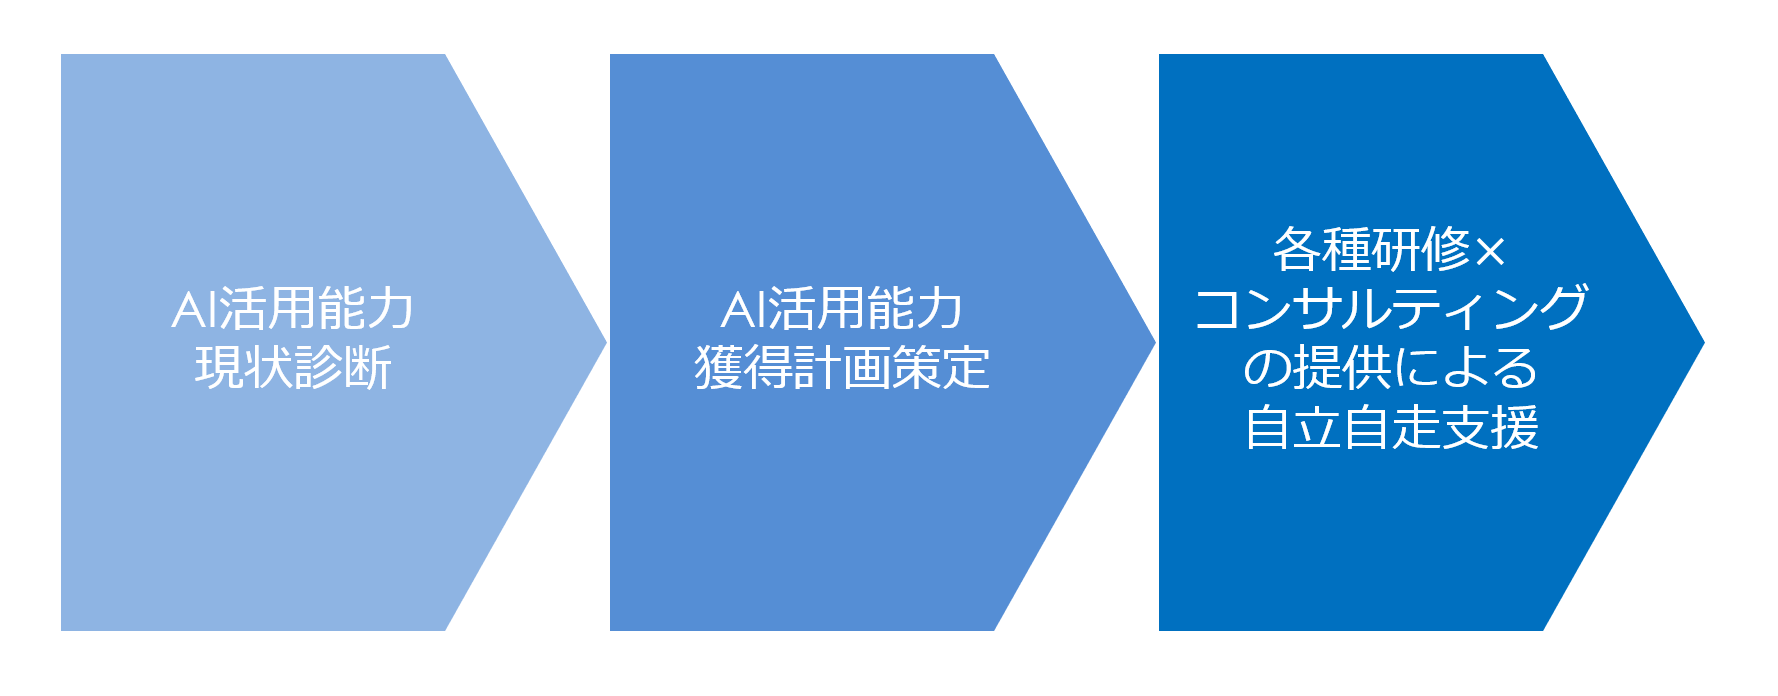 AI活用能力
現状診断
AI活用能力
獲得計画策定
各種研修×
コンサルティング
の提供による
自立自走支援